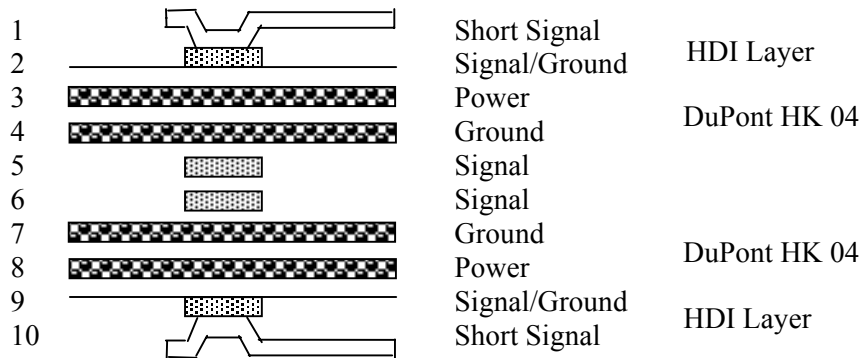 1 Short Signal
HDI Layer
2 Signal/Ground
3 Power
DuPont HK 04
4 Ground
5 Signal
6 Signal
7 Ground
DuPont HK 04
8 Power
9 Signal/Ground
HDI Layer
10 Short Signal